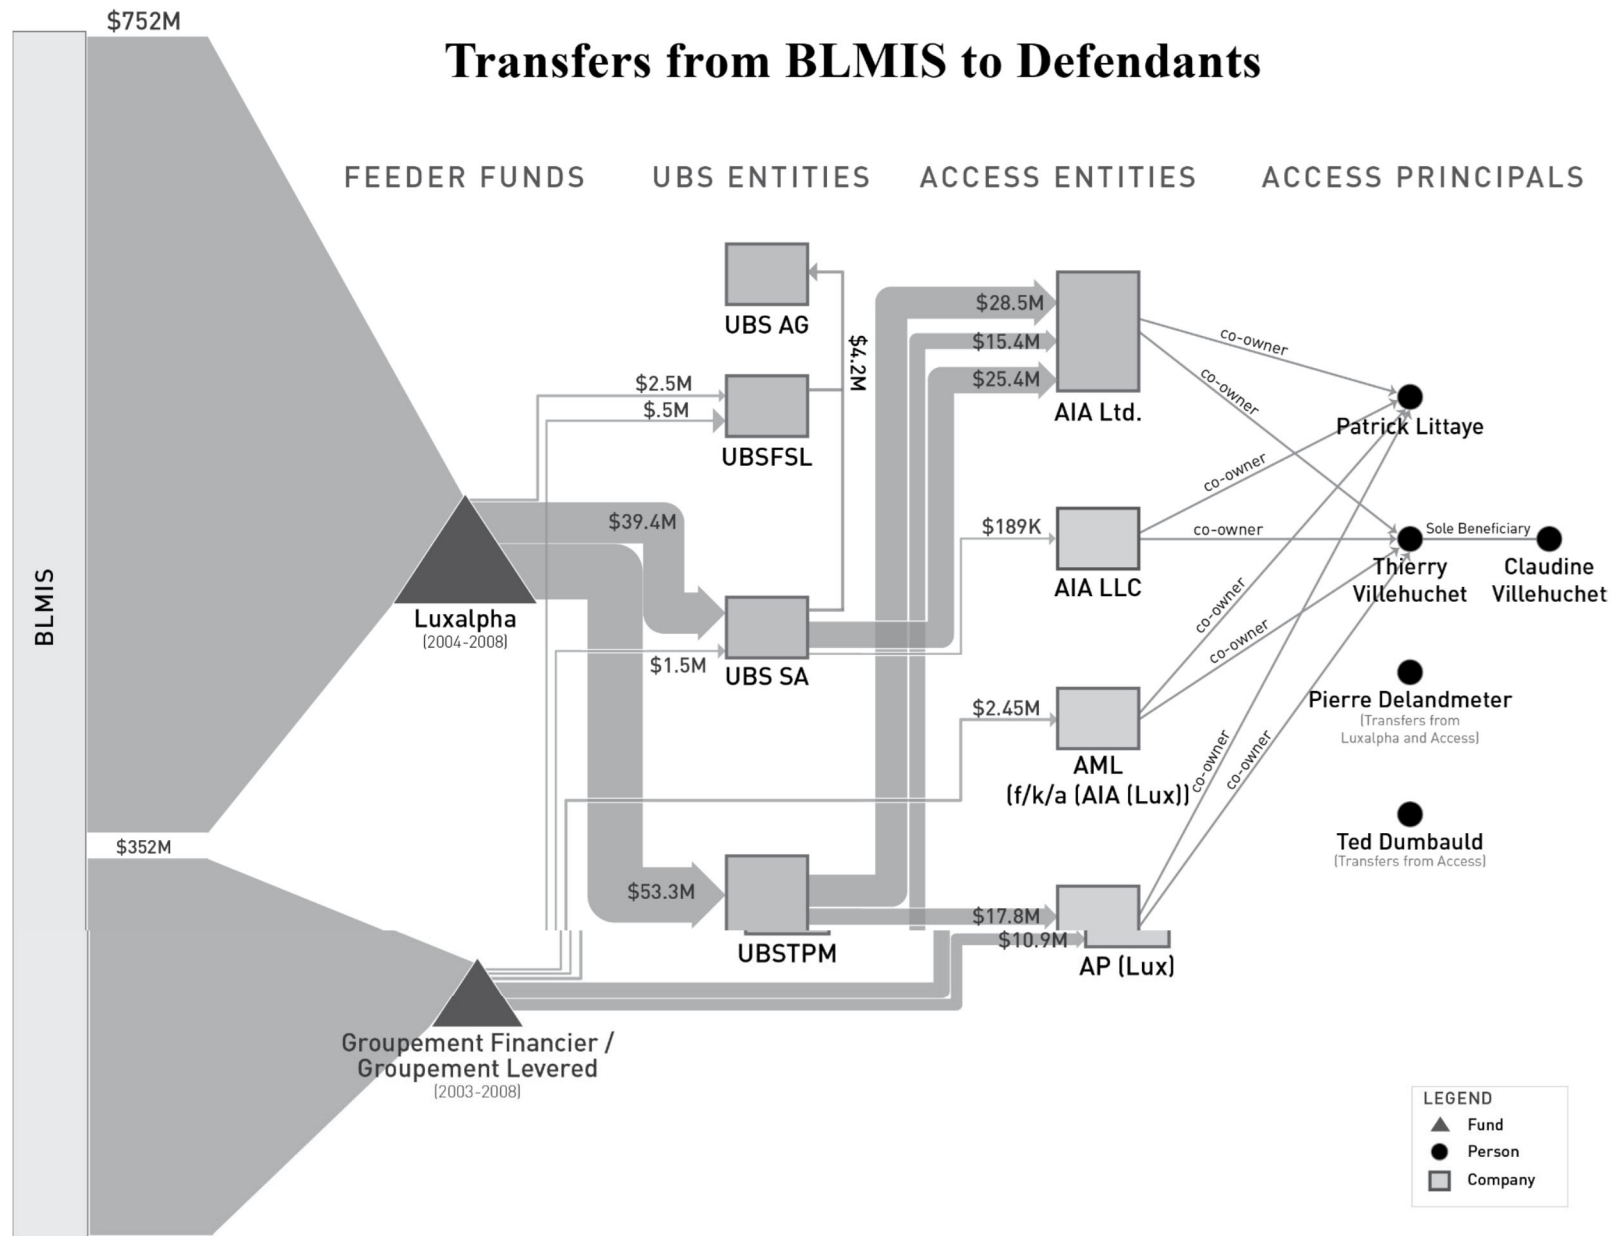 $752M
Transfers from BLMIS to Defendants
FEEDER FUNDS
UBS ENTITIES
ACCESS ENTITIES
ACCESS PRINCIPALS
BLMIS
$352M
Luxalpha
(2004-2008)
Groupement Financier /
Groupement Levered
(2003-2008)
$2.5M
$.5M
$39.4M
$1.5M
$53.3M
UBS AG
UBSFSL
UBS SA
UBSTPM
$4.2M
$28.5M
$15.4M
$25.4M
$189K
$2.45M
$17.8M
$10.9M
AIA Ltd.
AIA LLC
AML
(f/k/a (AIA (Lux))
AP (Lux)
co-owner
co-owner
co-owner
co-owner
co-owner
co-owner
co-owner
co-owner
Patrick Littaye
Sole Beneficiary
Thierry
Villehuchet
Claudine
Villehuchet
Pierre Delandmeter
(Transfers from
Luxalpha and Access)
Ted Dumbauld
(Transfers from Access)
LEGEND
Fund
Person
Company